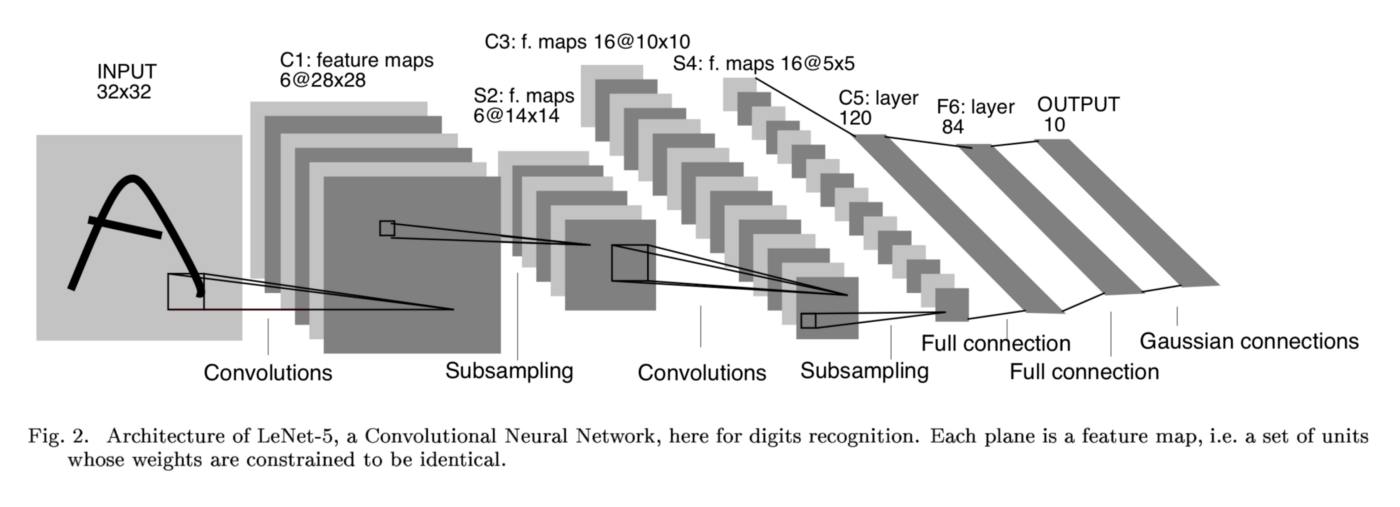 INPUT
32x32
C1: feature maps
6@28x28
S2: f. maps
6@14x14
C3: f. maps 16@10x10
S4: f. maps 16@5x5
C5: layer
120
F6: layer
84
OUTPUT
10
Convolutions
Subsampling
Convolutions
Subsampling
Full connection
Full connection
Gaussian connections
Fig. 2. Architecture of LeNet-5, a Convolutional Neural Network, here for digits recognition. Each plane is a feature map, i.e. a set of units
whose weights are constrained to be identical.